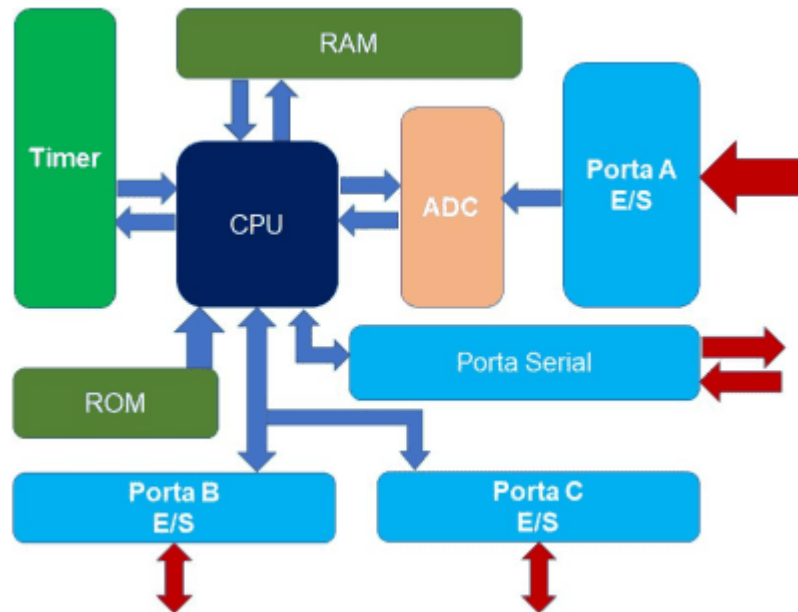 RAM
Timer
CPU
ADC
Porta A
E/S
Porta Serial
ROM
Porta B
E/S
Porta C
E/S